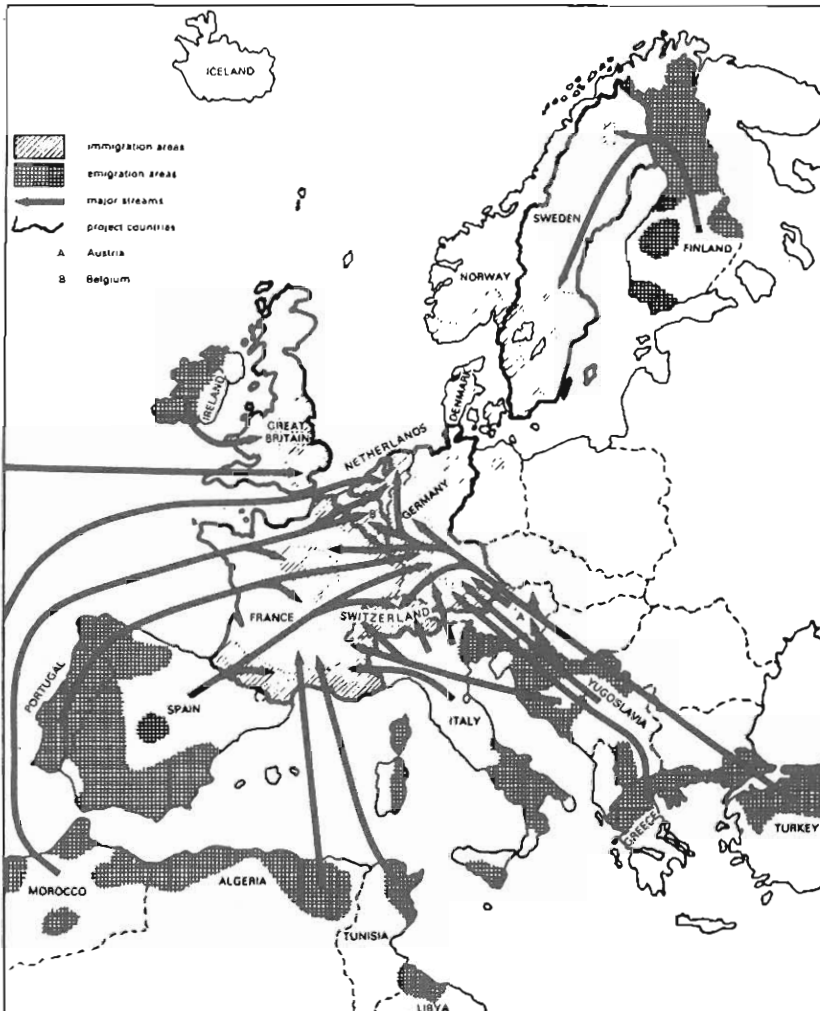 ICELAND
immigration areas
emigration areas
major streams
project countries
A Austria
B Belgium
SWEDEN
FINLAND
NORWAY
DENMARK
IRELAND
GREAT
BRITAIN
NETHERLANDS
GERMANY
B
FRANCE
SWITZERLAND
A
PORTUGAL
SPAIN
ITALY
YUGOSLAVIA
GREECE
TURKEY
MOROCCO
ALGERIA
TUNISIA
LIBYA